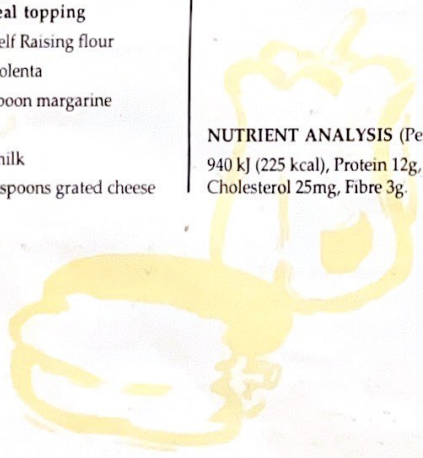 eal topping
elf Raising flour
olenta
poon margarine
nilk
spoons grated cheese
NUTRIENT ANALYSIS (Pe
940 kJ (225 kcal), Protein 12g,
Cholesterol 25mg, Fibre 3g.